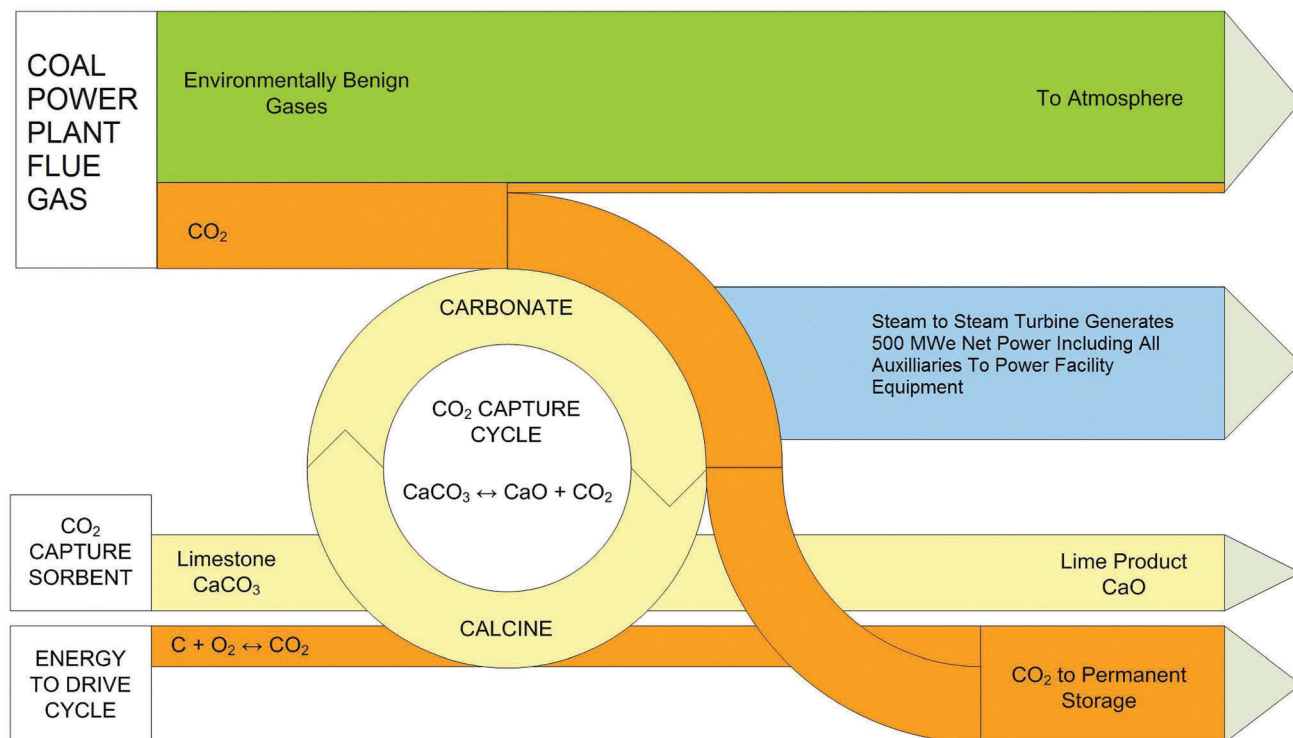 COAL
POWER
PLANT
FLUE
GAS
Environmentally Benign
Gases
To Atmosphere
CO₂
CARBONATE
Steam to Steam Turbine Generates
500 MWe Net Power Including All
Auxilliaries To Power Facility
Equipment
CO₂ CAPTURE
CYCLE
CaCO₃ ↔ CaO + CO₂
CO₂
CAPTURE
SORBENT
Limestone
CaCO₃
Lime Product
CaO
CALCINE
ENERGY
TO DRIVE
CYCLE
C + O₂ ↔ CO₂
CO₂ to Permanent
Storage